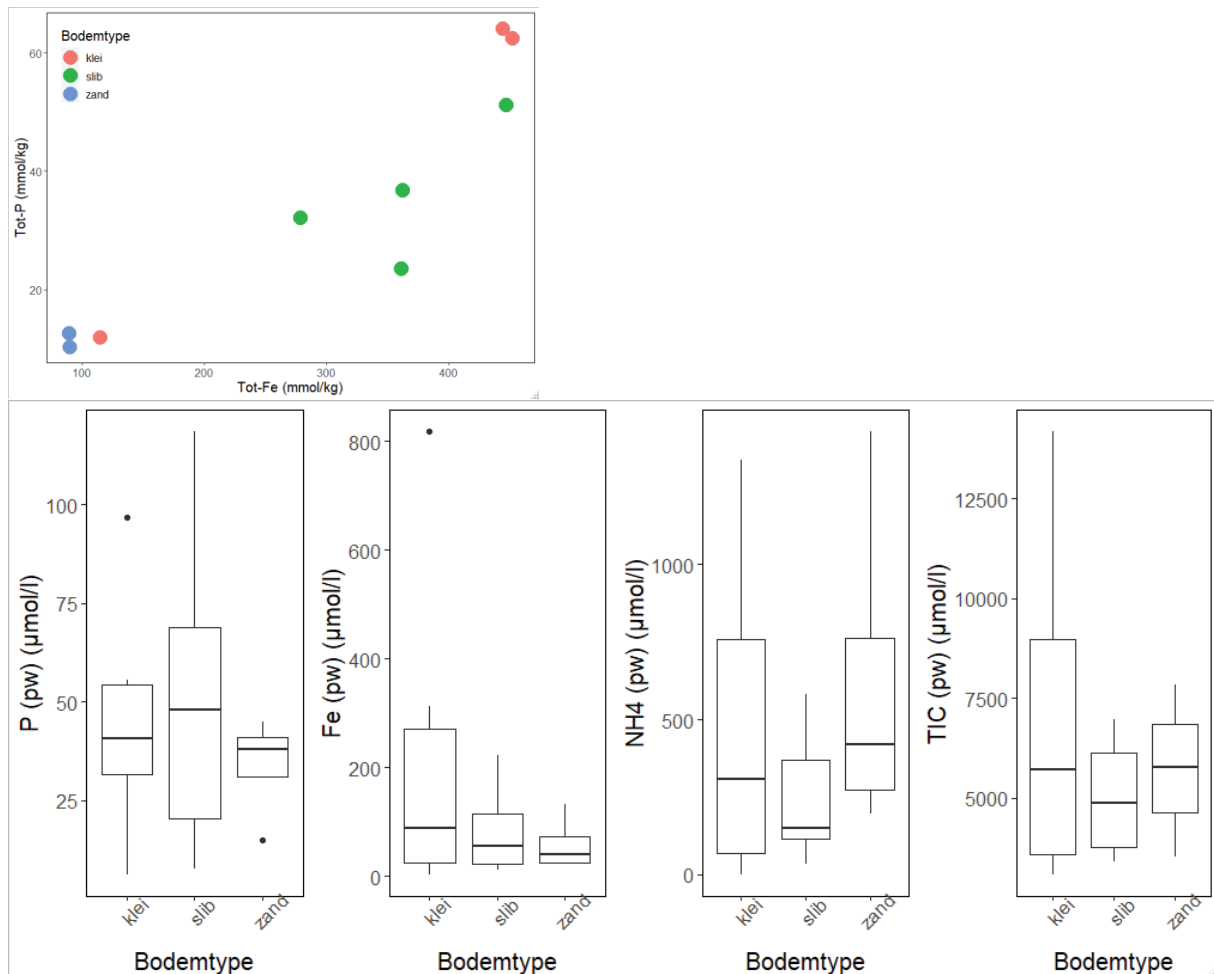 Bodemtype
klei
slib
zand
Tot-P (mmol/kg)
60
40
20
100 200 300 400
Tot-Fe (mmol/kg)
P (pw) (µmol/l)
100
75
50
25
klei slib zand
Bodemtype
Fe (pw) (µmol/l)
800
600
400
200
0
klei slib zand
Bodemtype
NH4 (pw) (µmol/l)
1000
500
0
klei slib zand
Bodemtype
TIC (pw) (µmol/l)
12500
10000
7500
5000
klei slib zand
Bodemtype